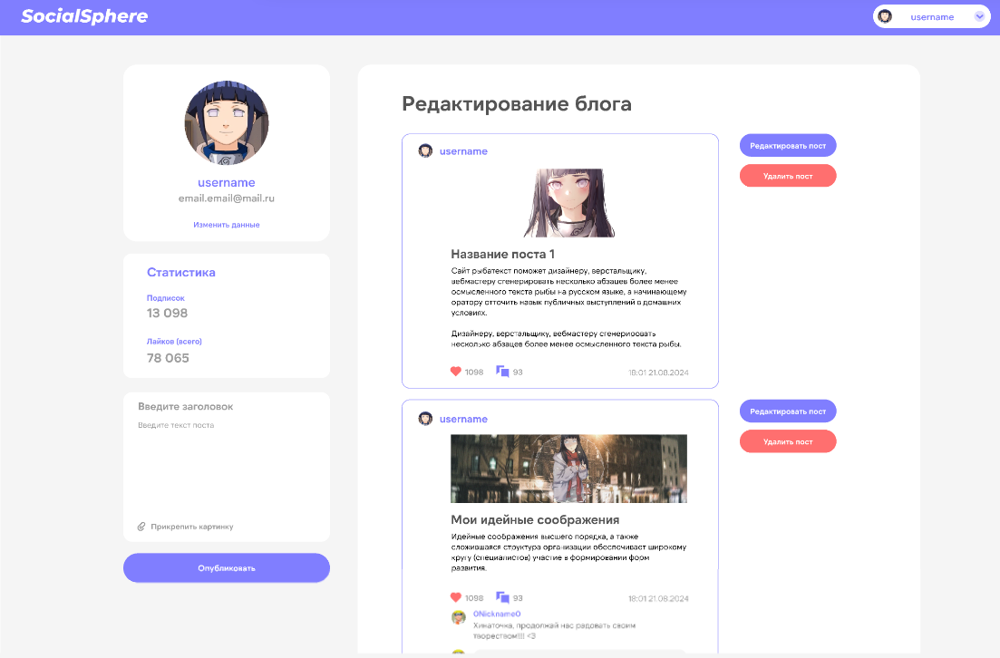 SocialSphere
username
username
email.email@mail.ru
Изменить данные
Статистика
Подписок
13 098
Лайков (всего)
78 065
Введите заголовок
Введите текст поста
Прикрепить картинку
Опубликовать
Редактирование блога
username
Название поста 1
Сайт рыбатекст поможет дизайнеру, верстальщику,
вебмастеру сгенерировать несколько абзацев более менее
осмысленного текста рыбы на русском языке, а начинающему
оратору отточить навык публичных выступлений в домашних
условиях.
Дизайнеру, верстальщику, вебмастеру сгенерировать
несколько абзацев более менее осмысленного текста рыбы.
1098
93
18:01 21.08.2024
Редактировать пост
Удалить пост
username
Мои идейные соображения
Идейные соображения высшего порядка, а также
сложившаяся структура организации обеспечивает широкому
кругу (специалистов) участие в формировании форм
развития.
1098
93
18:01 21.08.2024
0Nickname0
Хинаточка, продолжай нас радовать своим
твореством!!!! <3
Редактировать пост
Удалить пост